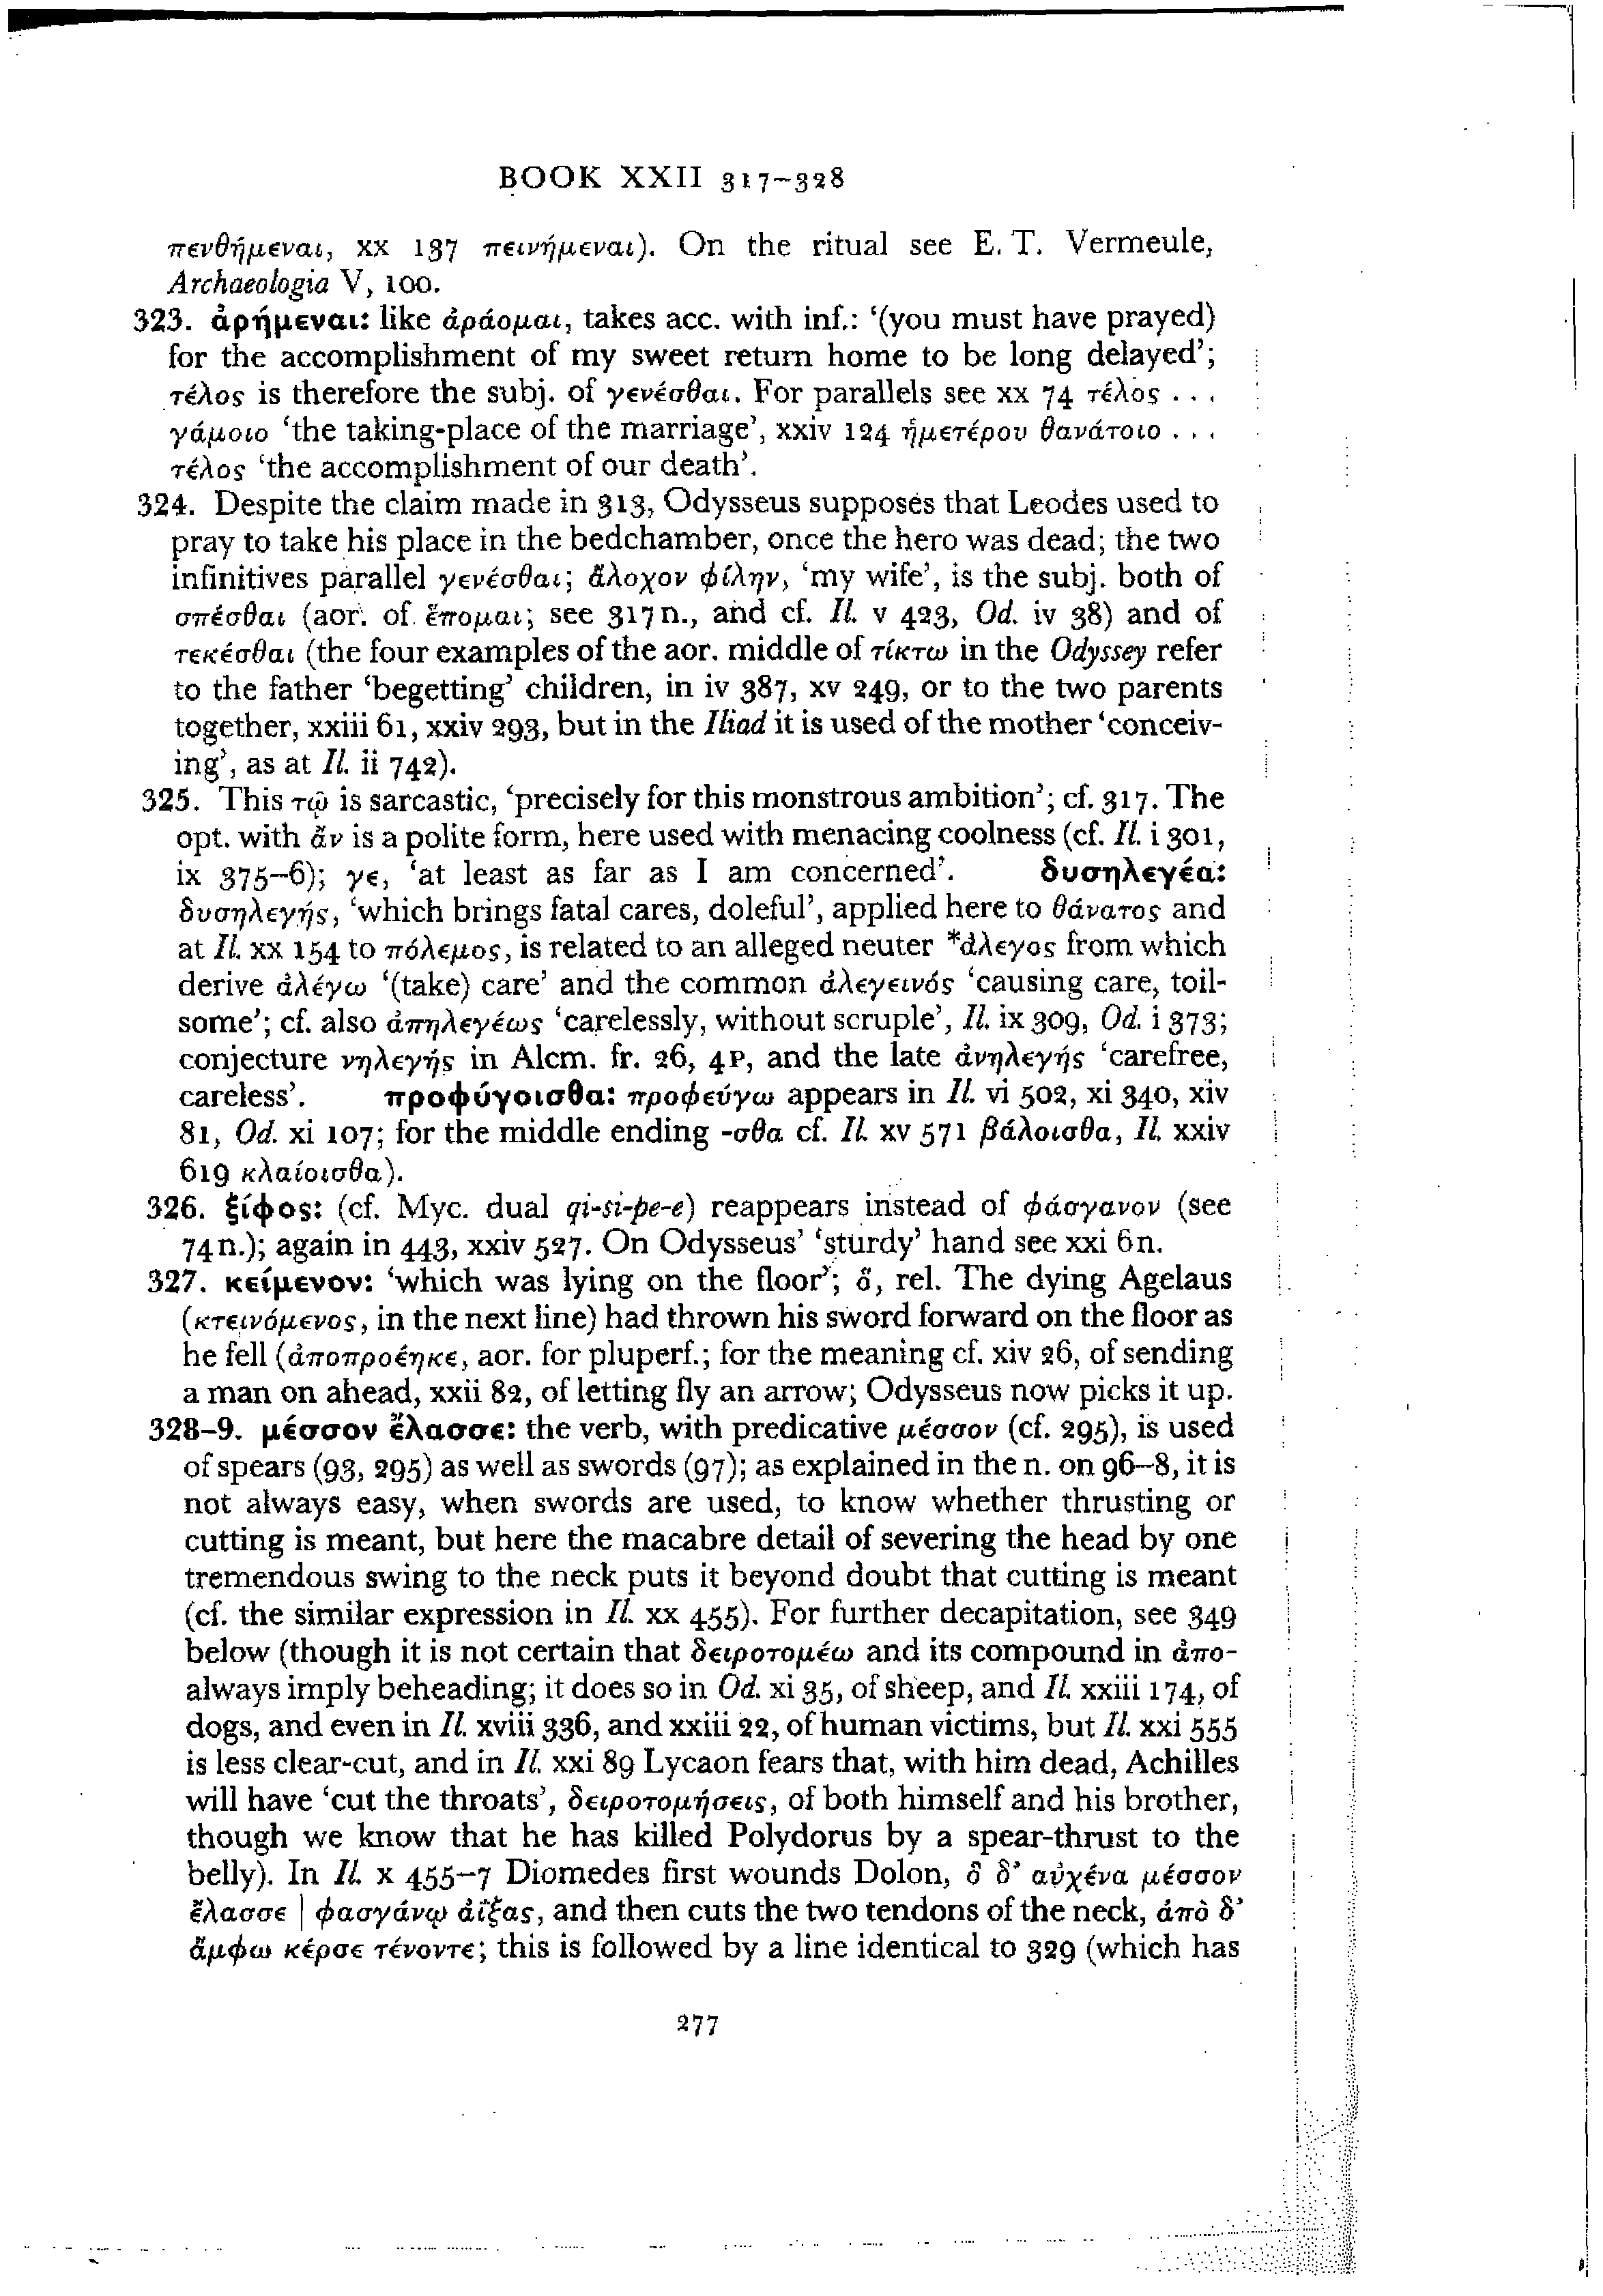 BOOK XXII 317–328
πενθήμεναι, xx 137 πεινήμεναι). On the ritual see E. T. Vermeule,
Archaeologia V, 100.
323. ἀρήμεναι: like ἀράομαι, takes acc. with inf.: ‘(you must have prayed)
for the accomplishment of my sweet return home to be long delayed’;
τέλος is therefore the subj. of γενέσθαι. For parallels see xx 74 τέλος . . .
γάμοιο ‘the taking-place of the marriage’, xxiv 124 ἡμετέρου θανάτοιο . . .
τέλος ‘the accomplishment of our death’.
324. Despite the claim made in 313, Odysseus supposes that Leodes used to
pray to take his place in the bedchamber, once the hero was dead; the two
infinitives parallel γενέσθαι; ἄλοχον φίλην, ‘my wife’, is the subj. both of
σπέσθαι (aor. of ἕπομαι; see 317 n., and cf. Il. v 423, Od. iv 38) and of
τεκέσθαι (the four examples of the aor. middle of τίκτω in the Odyssey refer
to the father ‘begetting’ children, in iv 387, xv 249, or to the two parents
together, xxiii 61, xxiv 293, but in the Iliad it is used of the mother ‘conceiv-
ing’, as at Il. ii 742).
325. This τῷ is sarcastic, ‘precisely for this monstrous ambition’; cf. 317. The
opt. with ἄν is a polite form, here used with menacing coolness (cf. Il. i 301,
ix 375–6); γε, ‘at least as far as I am concerned’. δυσηλεγέα:
δυσηλεγής, ‘which brings fatal cares, doleful’, applied here to θάνατος and
at Il. xx 154 to πόλεμος, is related to an alleged neuter *ἄλεγος from which
derive ἀλέγω ‘(take) care’ and the common ἀλεγεινός ‘causing care, toil-
some’; cf. also ἀπηλεγέως ‘carelessly, without scruple’, Il. ix 309, Od. i 373;
conjecture νηλεγής in Alcm. fr. 26, 4P, and the late ἀνηλεγής ‘carefree,
careless’. προφύγοισθα: προφεύγω appears in Il. vi 502, xi 340, xiv
81, Od. xi 107; for the middle ending -σθα cf. Il. xv 571 βάλοισθα, Il. xxiv
619 κλαίοισθα).
326. ξίφος: (cf. Myc. dual qi-si-pe-e) reappears instead of φάσγανον (see
74 n.); again in 443, xxiv 527. On Odysseus’ ‘sturdy’ hand see xxi 6n.
327. κείμενον: ‘which was lying on the floor’; ὅ, rel. The dying Agelaus
(κτεινόμενος, in the next line) had thrown his sword forward on the floor as
he fell (ἀποπροέηκε, aor. for pluperf.; for the meaning cf. xiv 26, of sending
a man on ahead, xxii 82, of letting fly an arrow; Odysseus now picks it up.
328–9. μέσσον ἔλασσε: the verb, with predicative μέσσον (cf. 295), is used
of spears (93, 295) as well as swords (97); as explained in the n. on 96–8, it is
not always easy, when swords are used, to know whether thrusting or
cutting is meant, but here the macabre detail of severing the head by one
tremendous swing to the neck puts it beyond doubt that cutting is meant
(cf. the similar expression in Il. xx 455). For further decapitation, see 349
below (though it is not certain that δειροτομέω and its compound in ἀπο-
always imply beheading; it does so in Od. xi 35, of sheep, and Il. xxiii 174, of
dogs, and even in Il. xviii 336, and xxiii 22, of human victims, but Il. xxi 555
is less clear-cut, and in Il. xxi 89 Lycaon fears that, with him dead, Achilles
will have ‘cut the throats’, δειροτομήσεις, of both himself and his brother,
though we know that he has killed Polydorus by a spear-thrust to the
belly). In Il. x 455–7 Diomedes first wounds Dolon, ὁ δ’ αὐχένα μέσσον
ἔλασσε | φασγάνῳ ἀΐξας, and then cuts the two tendons of the neck, ἀπὸ δ’
ἄμφω κέρσε τένοντε; this is followed by a line identical to 329 (which has
277